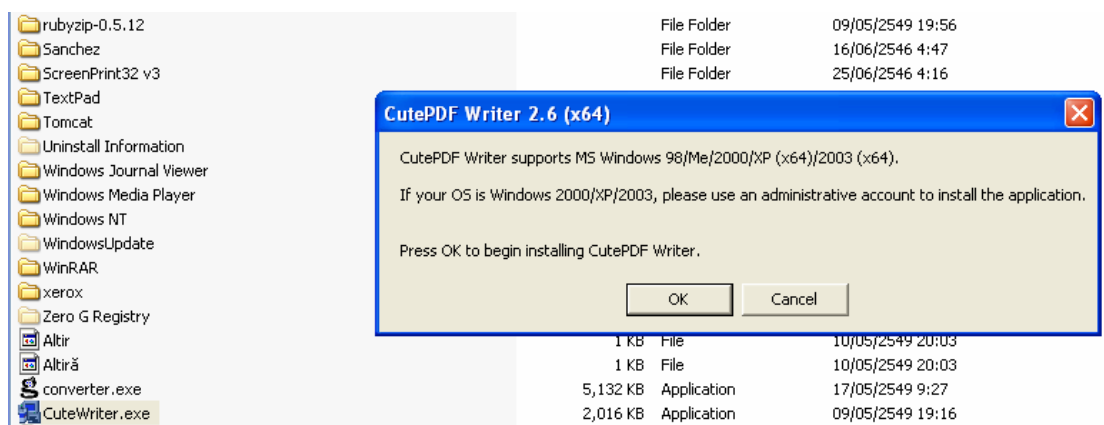 rubyzip-0.5.12 File Folder 09/05/2549 19:56
Sanchez File Folder 16/06/2546 4:47
ScreenPrint32 v3 File Folder 25/06/2546 4:16
TextPad
Tomcat
Uninstall Information
Windows Journal Viewer
Windows Media Player
Windows NT
WindowsUpdate
WinRAR
xerox
Zero G Registry
CutePDF Writer 2.6 (x64)
CutePDF Writer supports MS Windows 98/Me/2000/XP (x64)/2003 (x64).
If your OS is Windows 2000/XP/2003, please use an administrative account to install the application.
Press OK to begin installing CutePDF Writer.
OK Cancel
Altir 1 KB File 10/05/2549 20:03
Altiră 1 KB File 10/05/2549 20:03
converter.exe 5,132 KB Application 17/05/2549 9:27
CuteWriter.exe 2,016 KB Application 09/05/2549 19:16